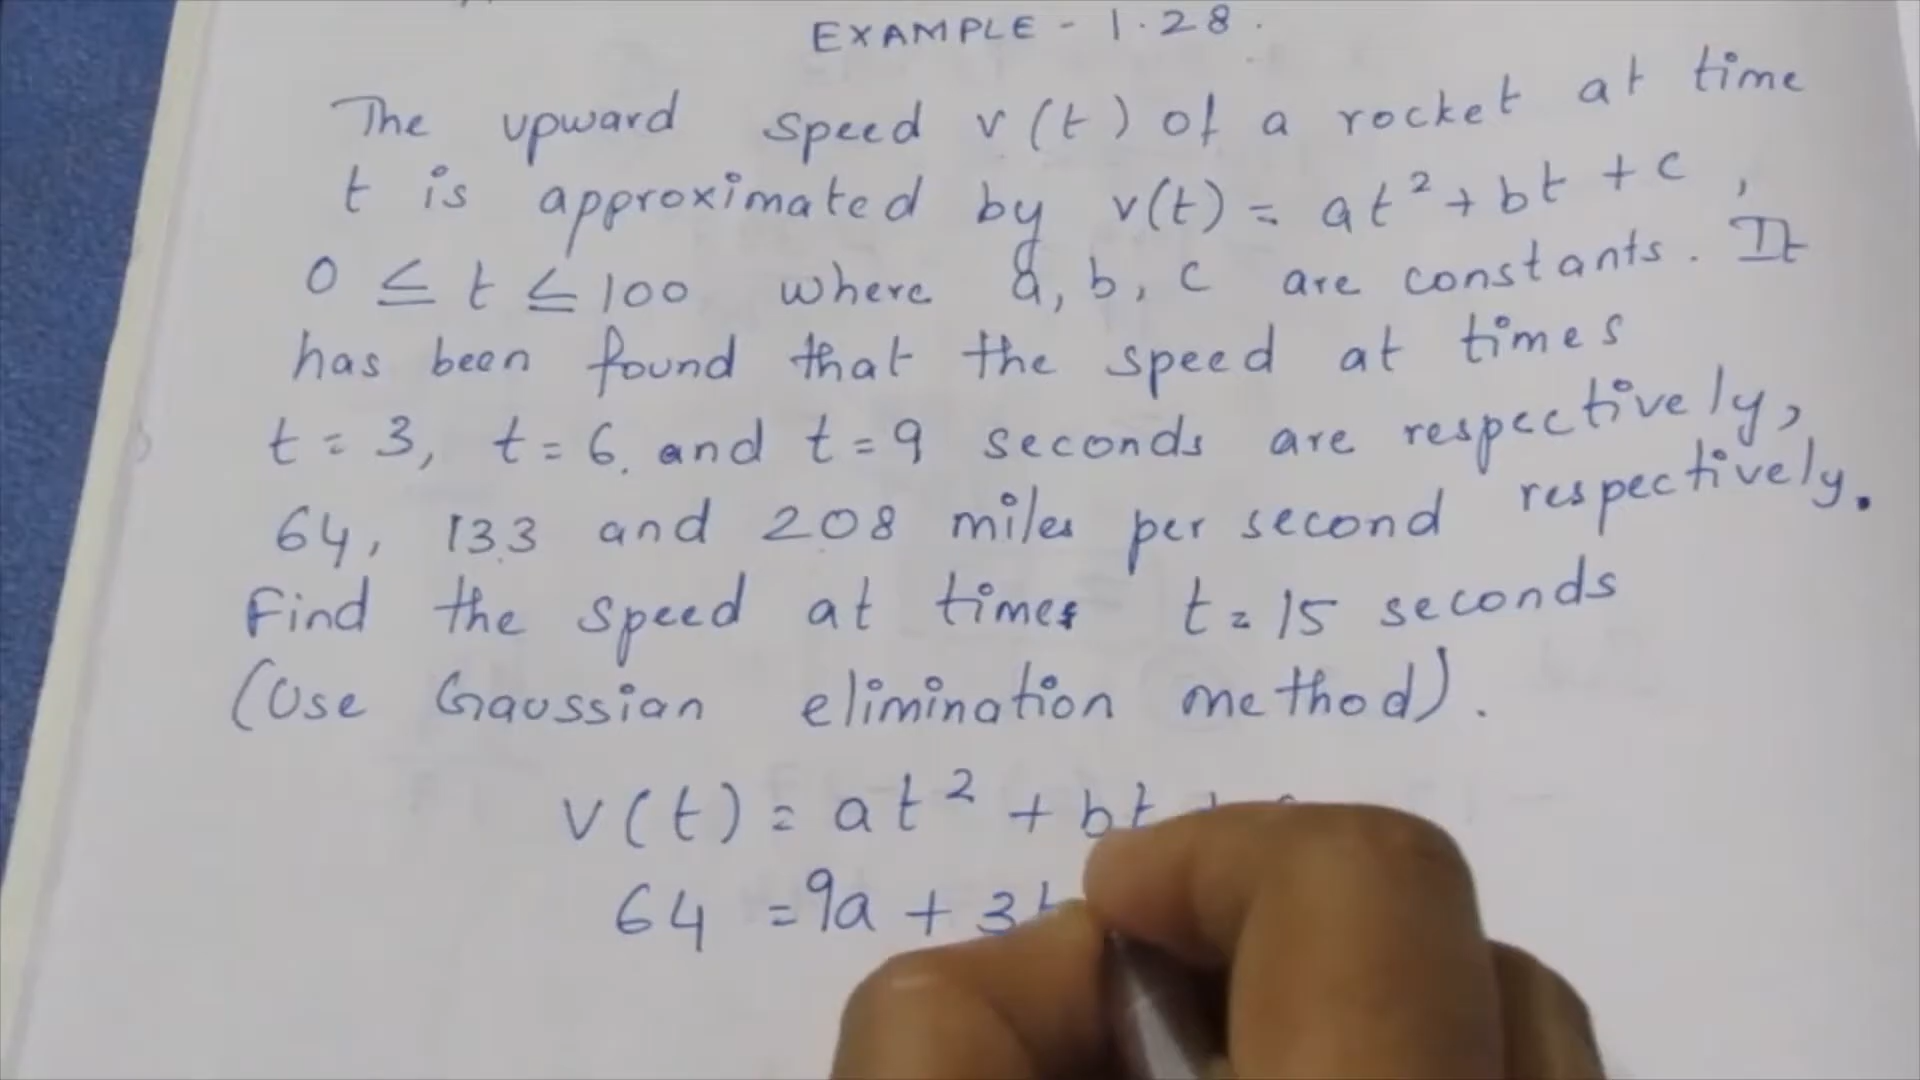 EXAMPLE - 1.28.
The upward speed v(t) of a rocket at time
t is approximated by v(t) = at² + bt + c,
0 ≤ t ≤ 100 where a, b, c are constants. It
has been found that the speed at times
t = 3, t = 6, and t = 9 seconds are respectively,
64, 133 and 208 miles per second respectively.
Find the speed at times t = 15 seconds
(Use Gaussian elimination method).
v(t) = at² + bt +
64 = 9a + 3b